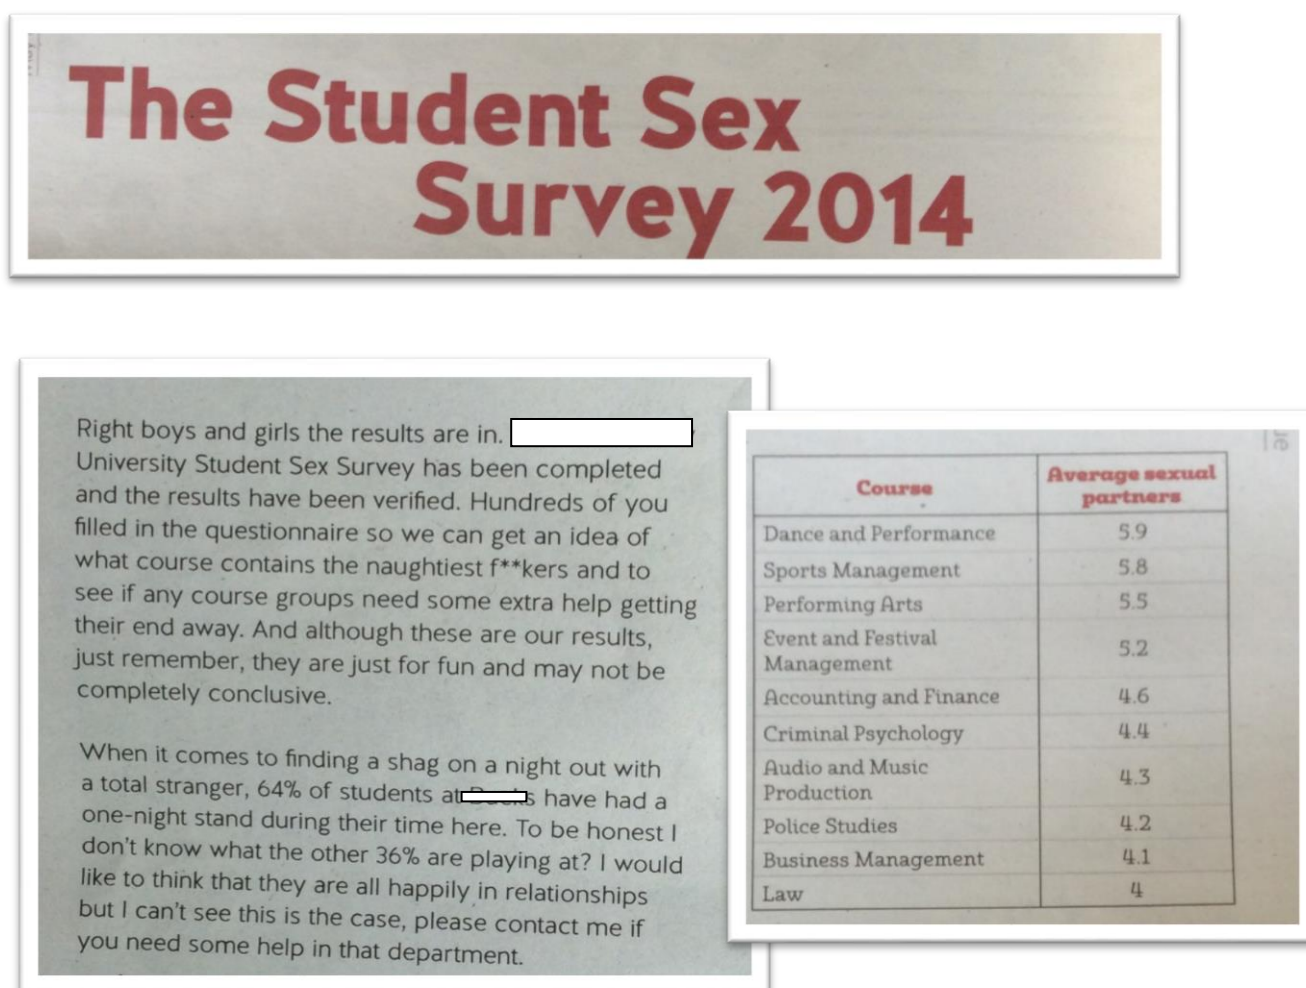 The Student Sex
Survey 2014
Right boys and girls the results are in.
University Student Sex Survey has been completed
and the results have been verified. Hundreds of you
filled in the questionnaire so we can get an idea of
what course contains the naughtiest f**kers and to
see if any course groups need some extra help getting
their end away. And although these are our results,
just remember, they are just for fun and may not be
completely conclusive.
When it comes to finding a shag on a night out with
a total stranger, 64% of students at have had a
one-night stand during their time here. To be honest I
don't know what the other 36% are playing at? I would
like to think that they are all happily in relationships
but I can't see this is the case, please contact me if
you need some help in that department.
Course Average sexual
partners
Dance and Performance 5.9
Sports Management 5.8
Performing Arts 5.5
Event and Festival
Management 5.2
Accounting and Finance 4.6
Criminal Psychology 4.4
Audio and Music
Production 4.3
Police Studies 4.2
Business Management 4.1
Law 4